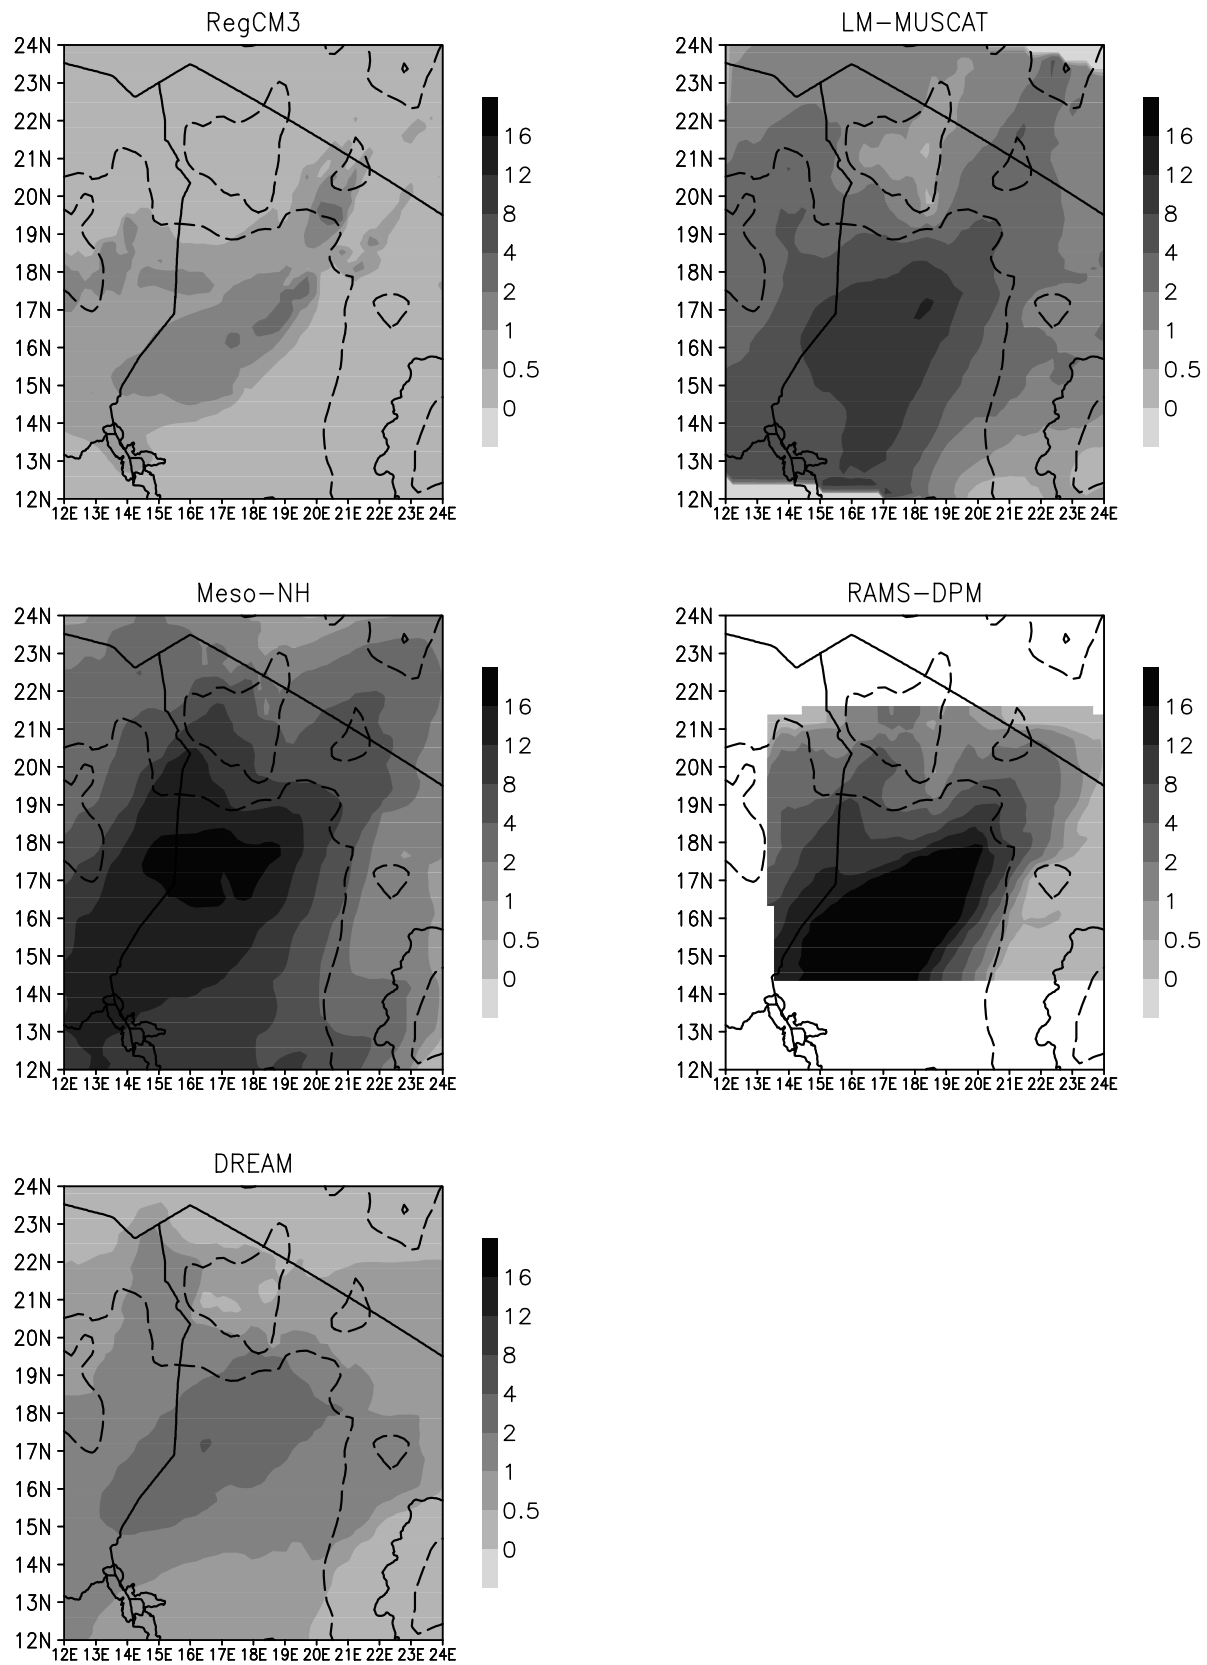 RegCM3
24N
23N
22N
21N
20N
19N
18N
17N
16N
15N
14N
13N
12N
12E 13E 14E 15E 16E 17E 18E 19E 20E 21E 22E 23E 24E
16
12
8
4
2
1
0.5
0
LM-MUSCAT
24N
23N
22N
21N
20N
19N
18N
17N
16N
15N
14N
13N
12N
12E 13E 14E 15E 16E 17E 18E 19E 20E 21E 22E 23E 24E
16
12
8
4
2
1
0.5
0
Meso-NH
24N
23N
22N
21N
20N
19N
18N
17N
16N
15N
14N
13N
12N
12E 13E 14E 15E 16E 17E 18E 19E 20E 21E 22E 23E 24E
16
12
8
4
2
1
0.5
0
RAMS-DPM
24N
23N
22N
21N
20N
19N
18N
17N
16N
15N
14N
13N
12N
12E 13E 14E 15E 16E 17E 18E 19E 20E 21E 22E 23E 24E
16
12
8
4
2
1
0.5
0
DREAM
24N
23N
22N
21N
20N
19N
18N
17N
16N
15N
14N
13N
12N
12E 13E 14E 15E 16E 17E 18E 19E 20E 21E 22E 23E 24E
16
12
8
4
2
1
0.5
0